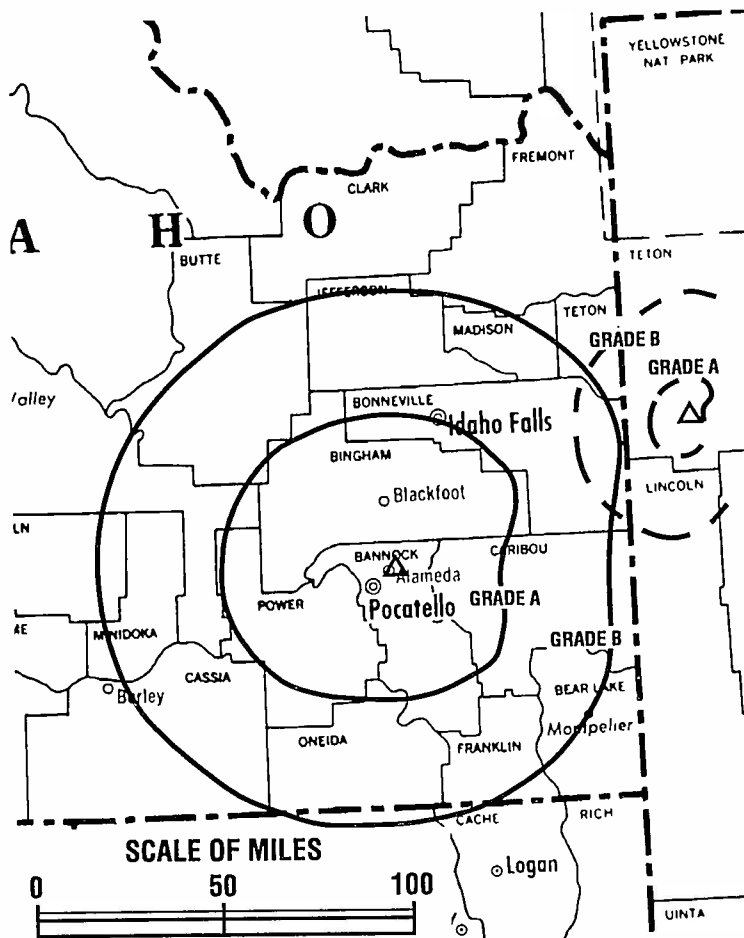 YELLOWSTONE
NAT PARK
FREMONT
CLARK
A H O
BUTTE
TETON
JEFFERSON
TETON
MADISON
GRADE B
GRADE A
Valley
BONNEVILLE
Idaho Falls
BINGHAM
LINCOLN
Blackfoot
LN
BANNOCK
CARIBOU
Alameda
POWER
Pocatello
GRADE A
MINIDOKA
GRADE B
CASSIA
BEAR LAKE
Burley
Montpelier
ONEIDA
FRANKLIN
CACHE
RICH
SCALE OF MILES
Logan
0 50 100
UINTA